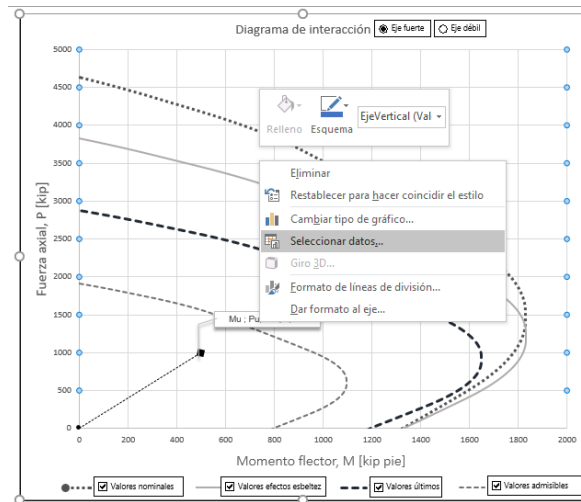 Diagrama de interacción
Eje fuerte
Eje débil
5000
4500
4000
3500
3000
2500
2000
1500
1000
500
0
Fuerza axial, P [kip]
Relleno
Esquema
EjeVertical (Val
Eliminar
Restablecer para hacer coincidir el estilo
Cambiar tipo de gráfico...
Seleccionar datos...
Giro 3D...
Formato de líneas de división...
Dar formato al eje...
Mu ; Pu
0 200 400 600 800 1000 1200 1400 1600 1800 2000
Momento flector, M [kip pie]
Valores nominales
Valores efectos esbeltez
Valores últimos
Valores admisibles